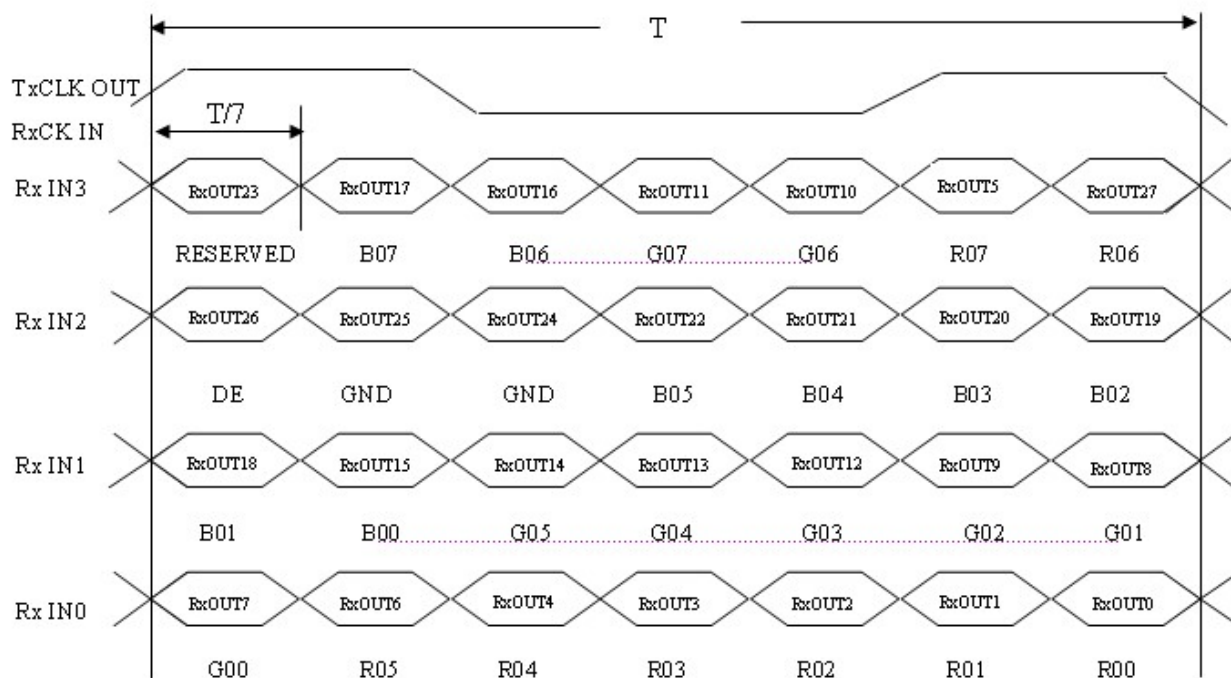 T
TxCLK OUT
T/7
RxCK IN
Rx IN3 RxOUT23 RxOUT17 RxOUT16 RxOUT11 RxOUT10 RxOUT5 RxOUT27
RESERVED B07 B06 G07 G06 R07 R06
Rx IN2 RxOUT26 RxOUT25 RxOUT24 RxOUT22 RxOUT21 RxOUT20 RxOUT19
DE GND GND B05 B04 B03 B02
Rx IN1 RxOUT18 RxOUT15 RxOUT14 RxOUT13 RxOUT12 RxOUT9 RxOUT8
B01 B00 G05 G04 G03 G02 G01
Rx IN0 RxOUT7 RxOUT6 RxOUT4 RxOUT3 RxOUT2 RxOUT1 RxOUT0
G00 R05 R04 R03 R02 R01 R00